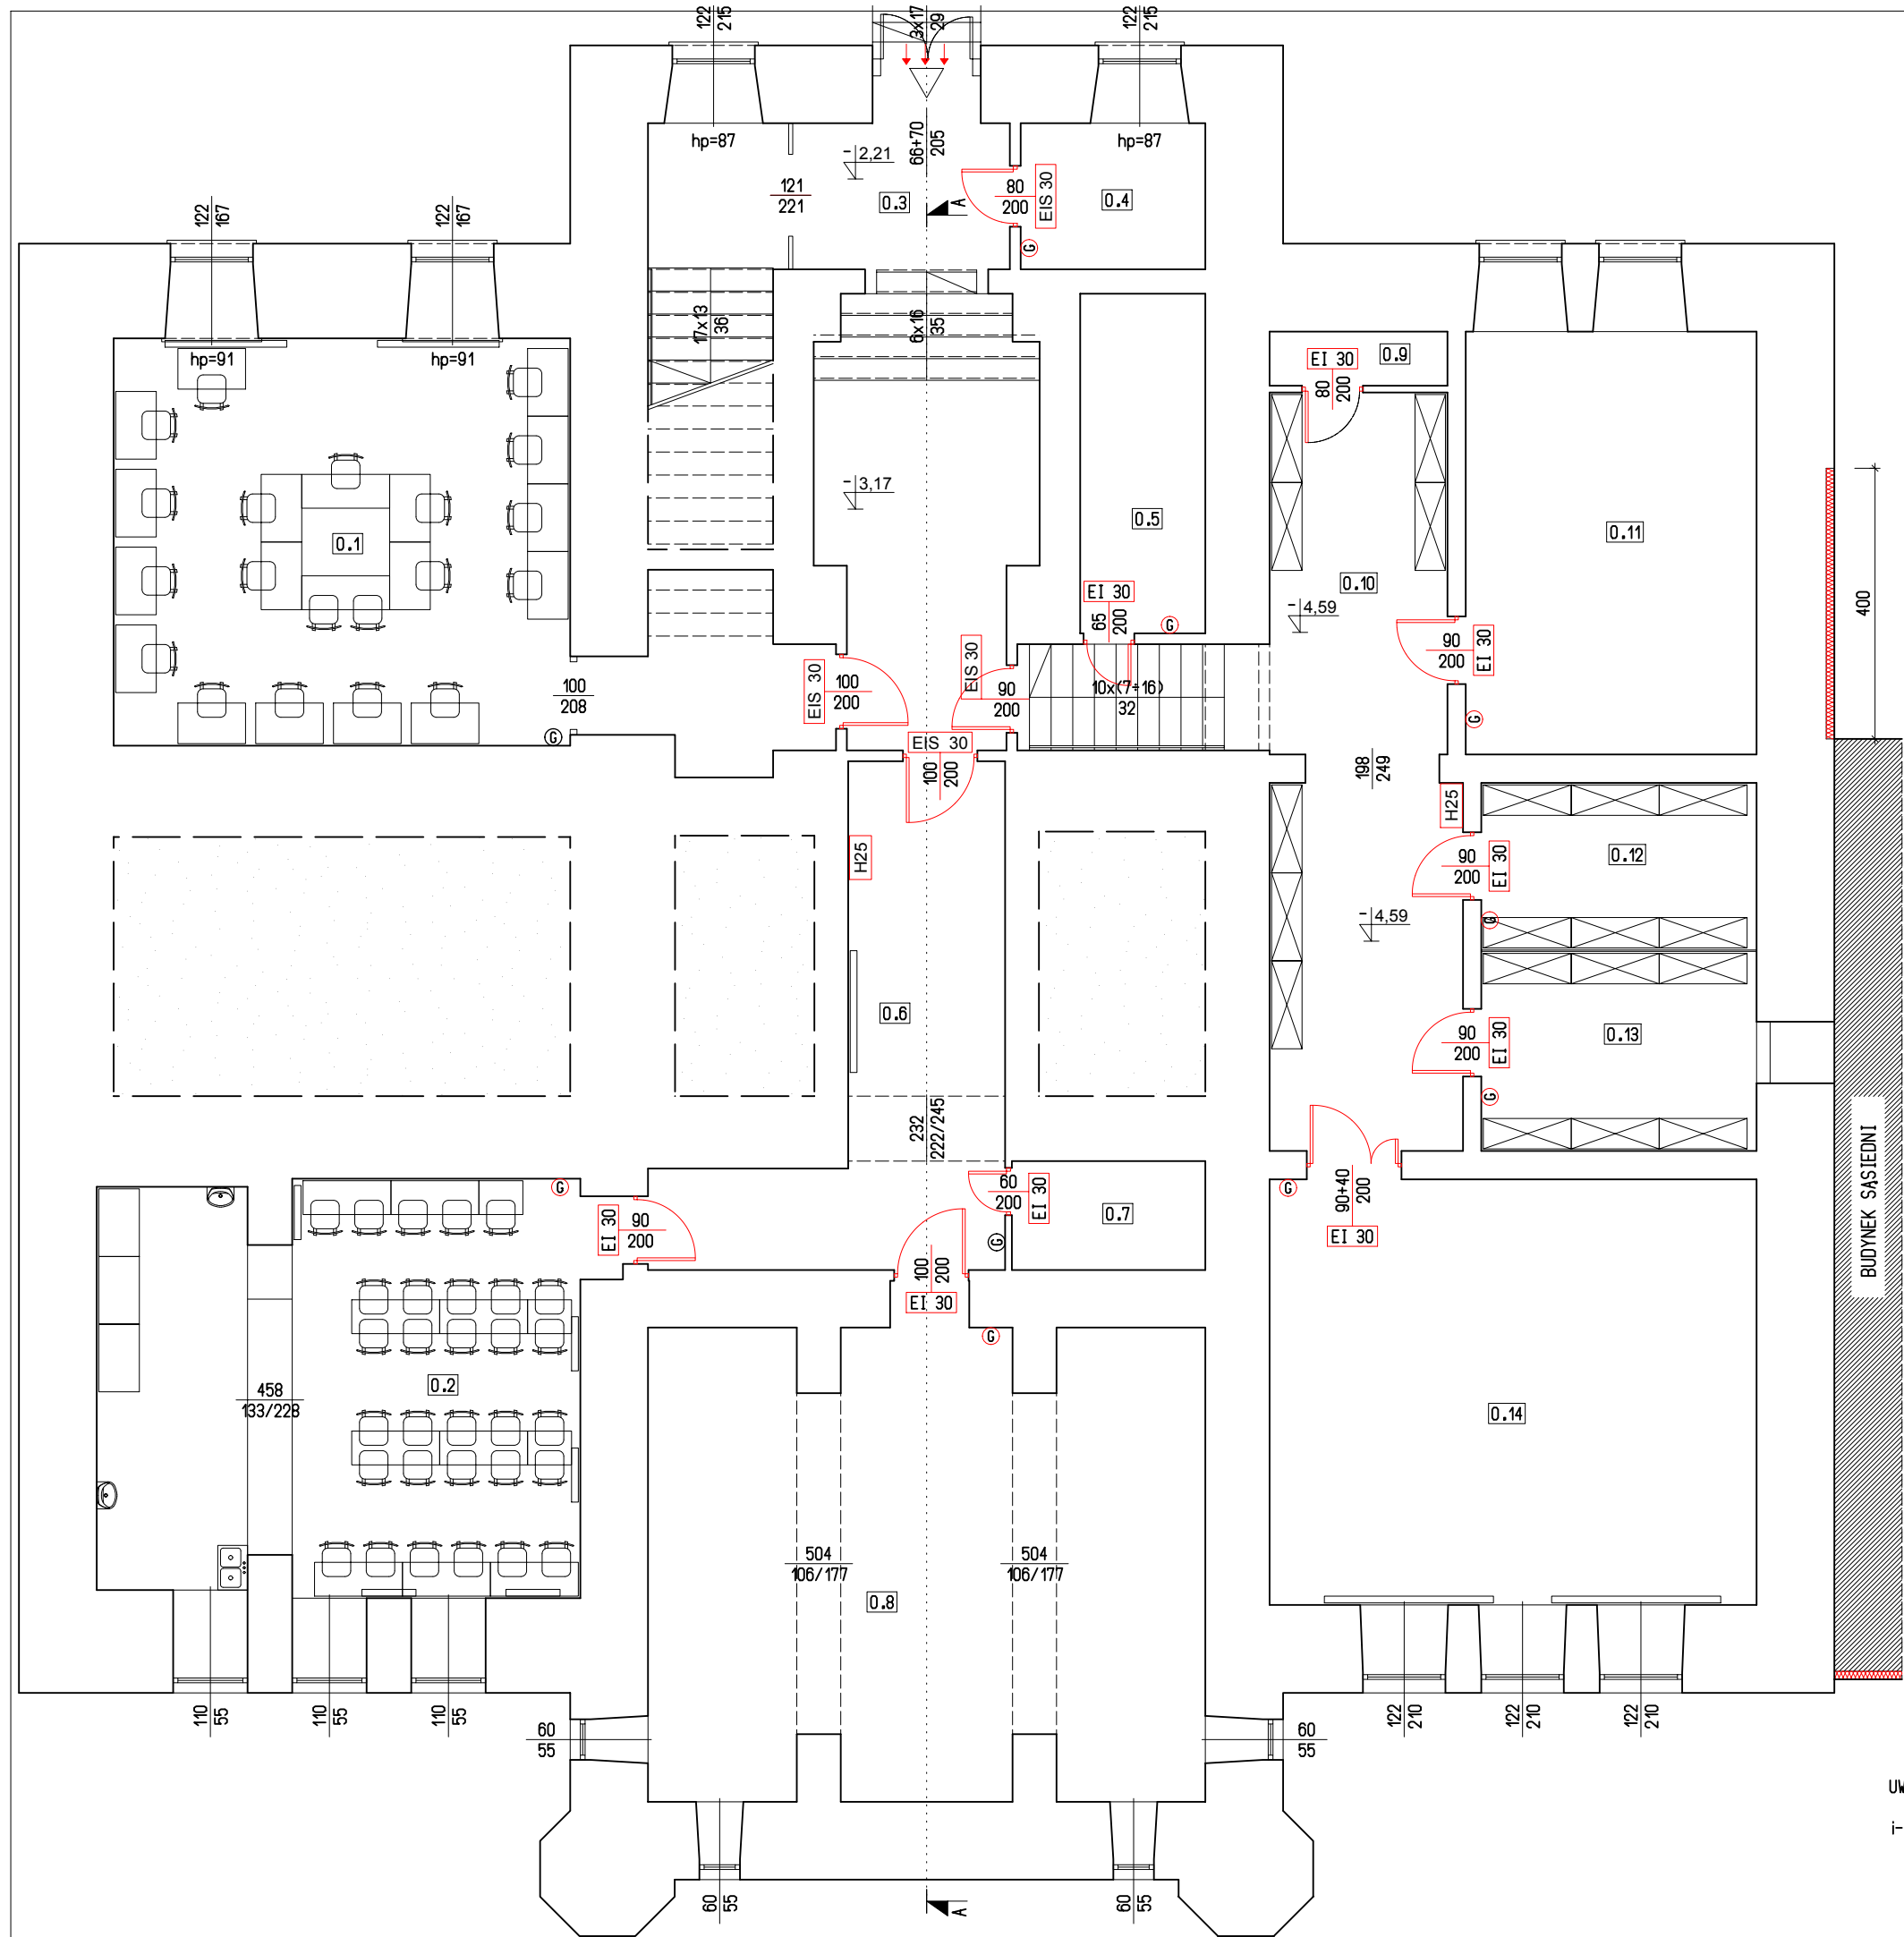 122
215
3x17
29
122
215
hp=87
66+70
205
hp=87
- 2,21
121
221
0.3
A
80
200
EIS 30
0.4
G
122
167
122
167
17x13
36
6x16
35
hp=91
hp=91
EI 30
0.9
80
200
- 3,17
0.1
0.5
0.11
400
0.10
- 4,59
EI 30
65
200
G
90
200
EI 30
100
208
EIS 30
100
200
EIS 30
90
200
10x(7÷16)
32
G
G
EIS 30
100
200
198
249
H25
H25
90
200
EI 30
0.12
G
- 4,59
0.6
90
200
EI 30
0.13
G
232
222/245
BUDYNEK SĄSIEDNI
G
60
200
EI 30
0.7
G
90+40
200
EI 30
EI 30
90
200
G
100
200
EI 30
G
458
133/228
0.2
0.14
504
106/177
504
106/177
0.8
110
55
110
55
110
55
60
55
60
55
122
210
122
210
122
210
UW
i-
60
55
A
60
55